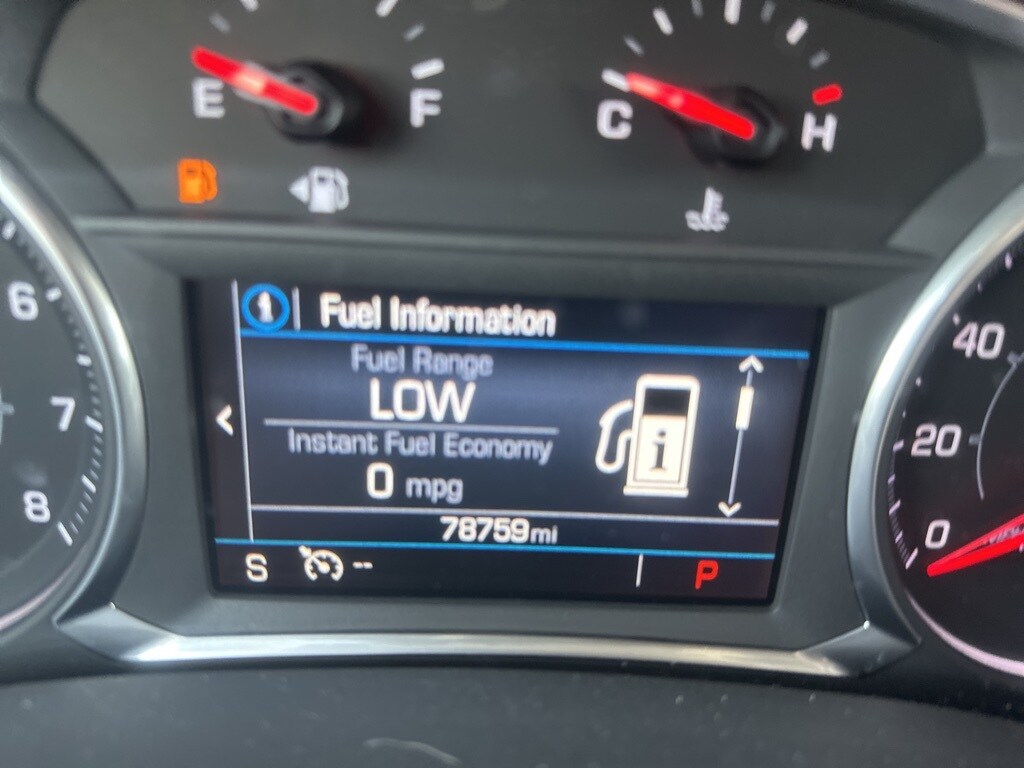 E F
C H
Fuel Information
Fuel Range
LOW
Instant Fuel Economy
0 mpg
i
78759mi
S -- P
6
7
8
40
20
0